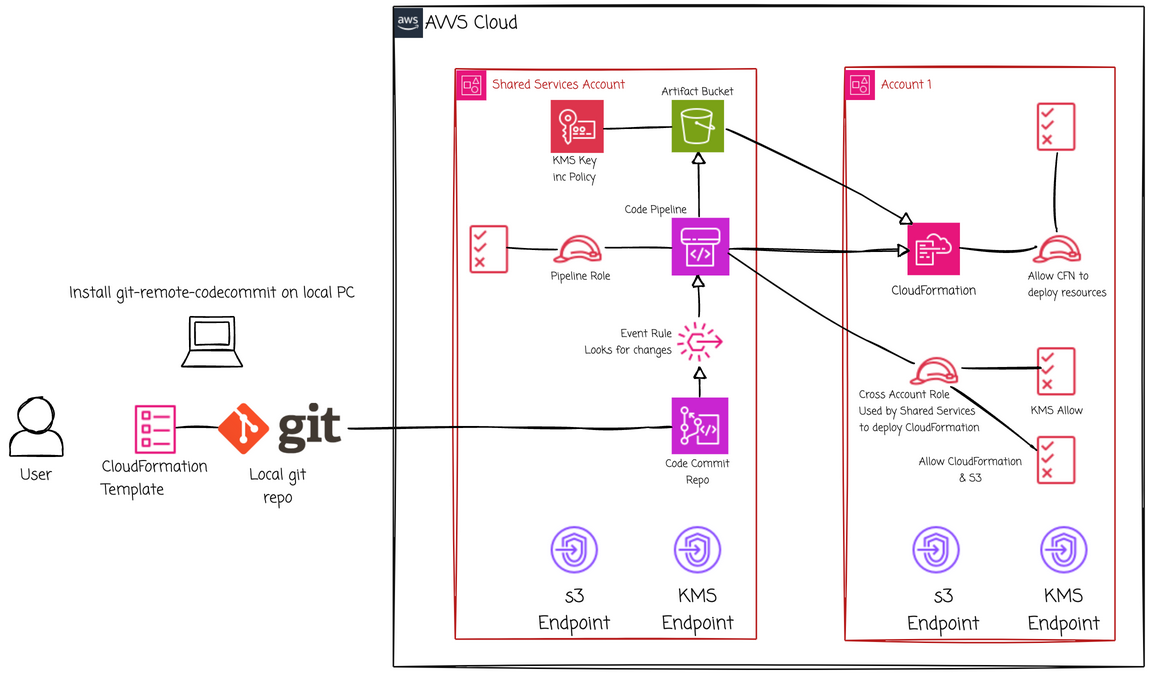 aws
AWS Cloud
Shared Services Account
Artifact Bucket
KMS Key
inc Policy
Code Pipeline
Pipeline Role
Event Rule
Looks for changes
Code Commit
Repo
s3
Endpoint
KMS
Endpoint
Account 1
CloudFormation
Allow CFN to
deploy resources
Cross Account Role
Used by Shared Services
to deploy CloudFormation
KMS Allow
Allow CloudFormation
& S3
s3
Endpoint
KMS
Endpoint
Install git-remote-codecommit on local PC
User
CloudFormation
Template
git
Local git
repo